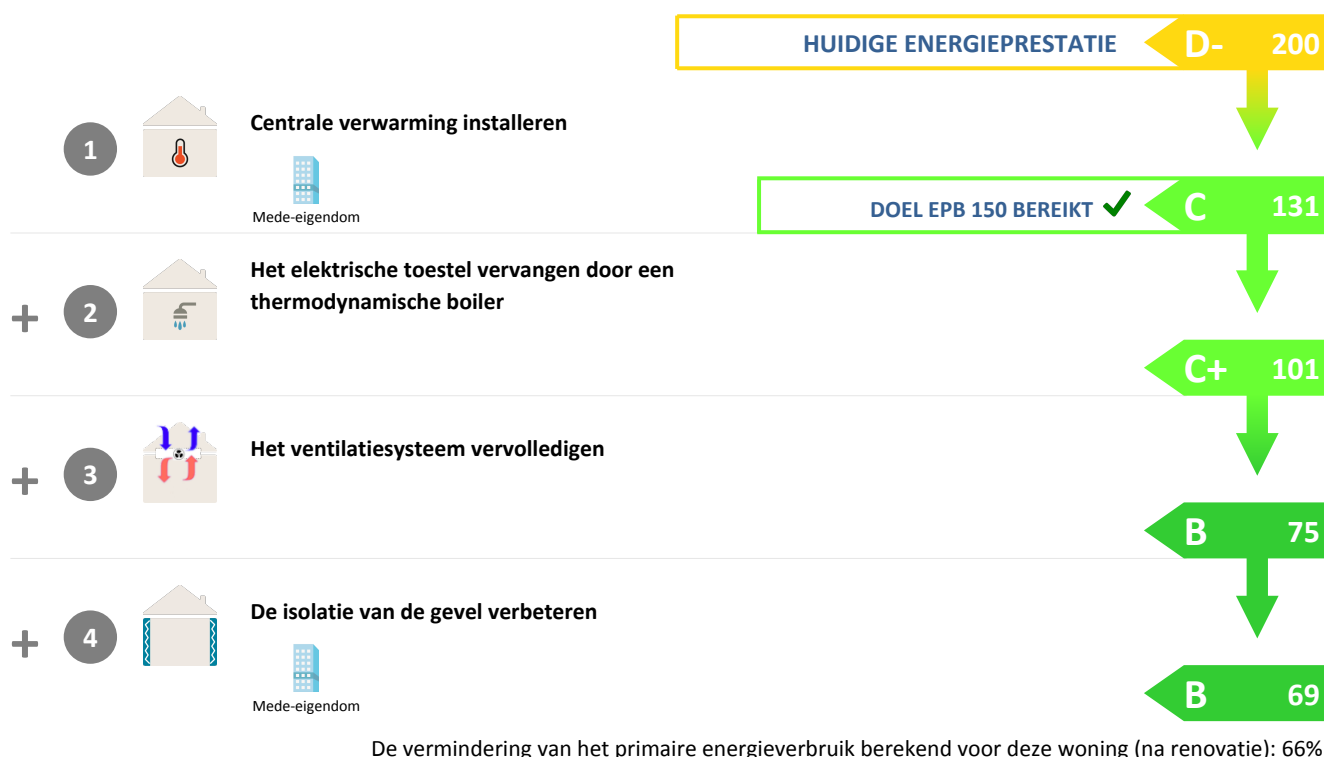 HUIDIGE ENERGIEPRESTATIE D- 200
1 Centrale verwarming installeren
Mede-eigendom
DOEL EPB 150 BEREIKT ✔ C 131
+ 2 Het elektrische toestel vervangen door een
thermodynamische boiler
C+ 101
+ 3 Het ventilatiesysteem vervolledigen
B 75
+ 4 De isolatie van de gevel verbeteren
Mede-eigendom
B 69
De vermindering van het primaire energieverbruik berekend voor deze woning (na renovatie): 66%